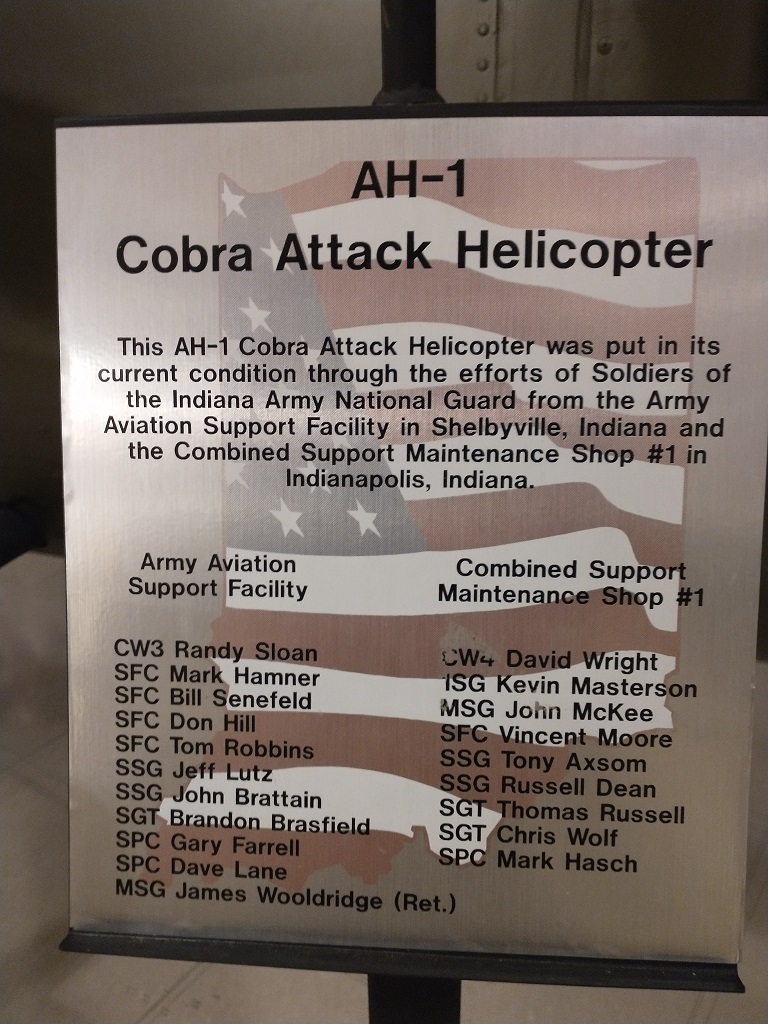 AH-1
Cobra Attack Helicopter
This AH-1 Cobra Attack Helicopter was put in its
current condition through the efforts of Soldiers of
the Indiana Army National Guard from the Army
Aviation Support Facility in Shelbyville, Indiana and
the Combined Support Maintenance Shop #1 in
Indianapolis, Indiana.
Army Aviation
Support Facility
CW3 Randy Sloan
SFC Mark Hamner
SFC Bill Senefeld
SFC Don Hill
SFC Tom Robbins
SSG Jeff Lutz
SSG John Brattain
SGT Brandon Brasfield
SPC Gary Farrell
SPC Dave Lane
MSG James Wooldridge (Ret.)
Combined Support
Maintenance Shop #1
CW4 David Wright
1SG Kevin Masterson
MSG John McKee
SFC Vincent Moore
SSG Tony Axsom
SSG Russell Dean
SGT Thomas Russell
SGT Chris Wolf
SPC Mark Hasch